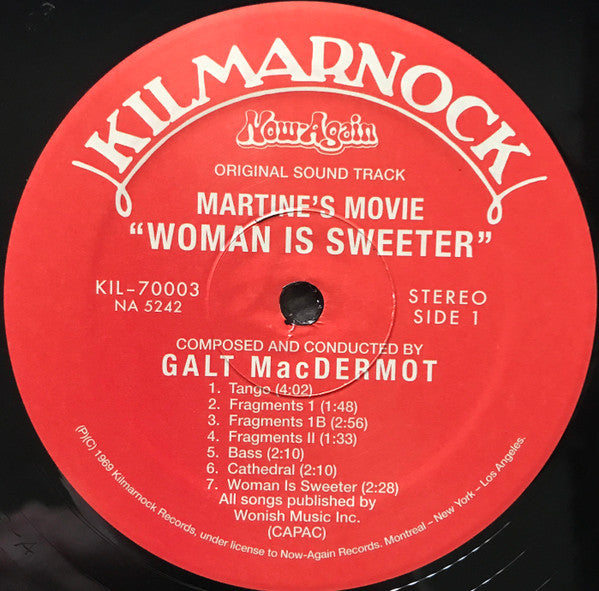 KILMARNOCK
Now-Again
ORIGINAL SOUND TRACK
MARTINE'S MOVIE
"WOMAN IS SWEETER"
KIL-70003
NA 5242
STEREO
SIDE 1
COMPOSED AND CONDUCTED BY
GALT MacDERMOT
1. Tango (4:02)
2. Fragments 1 (1:48)
3. Fragments 1B (2:56)
4. Fragments II (1:33)
5. Bass (2:10)
6. Cathedral (2:10)
7. Woman Is Sweeter (2:28)
All songs published by
Wonish Music Inc.
(CAPAC)
(P)(C) 1969 Kilmarnock Records, under license to Now-Again Records. Montreal – New York – Los Angeles.